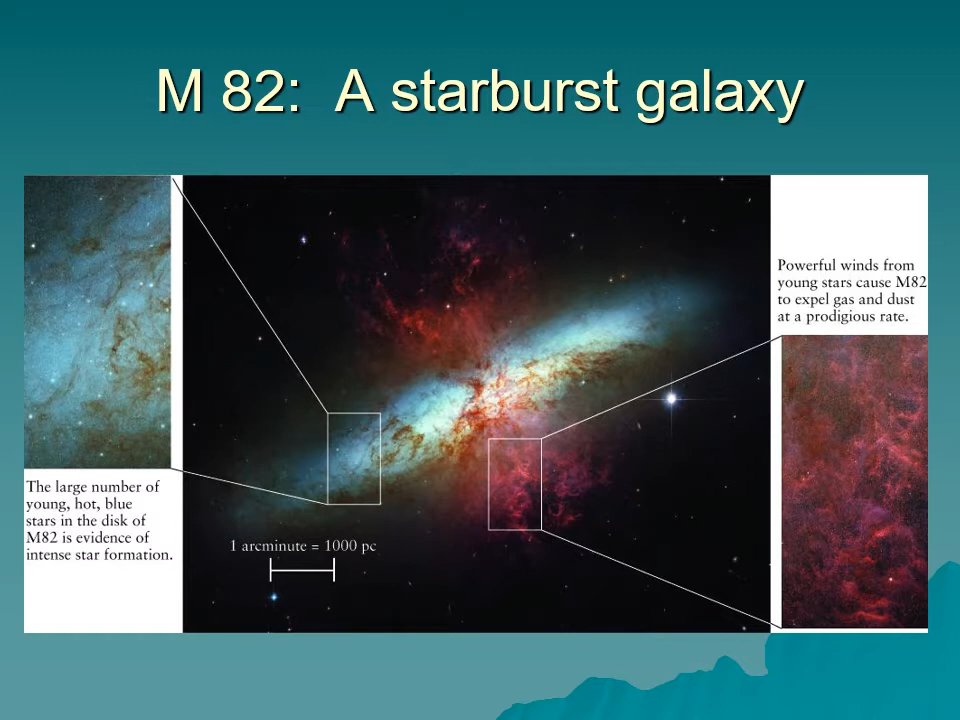 M 82:  A starburst galaxy
Powerful winds from
young stars cause M82
to expel gas and dust
at a prodigious rate.
The large number of
young, hot, blue
stars in the disk of
M82 is evidence of
intense star formation.
1 arcminute = 1000 pc